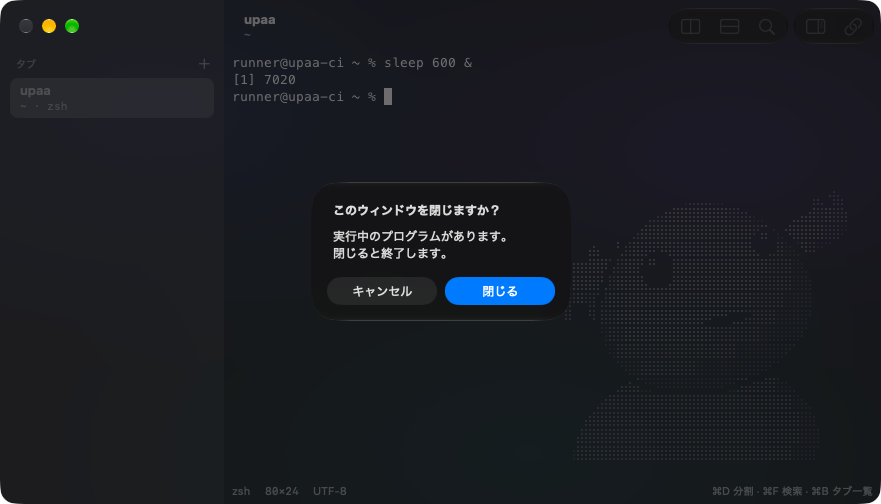 upaa
~
タブ
upaa
~ · zsh
runner@upaa-ci ~ % sleep 600 &
[1] 7020
runner@upaa-ci ~ %
このウィンドウを閉じますか？
実行中のプログラムがあります。
閉じると終了します。
キャンセル
閉じる
zsh 80×24 UTF-8
⌘D 分割 · ⌘F 検索 · ⌘B タブ一覧